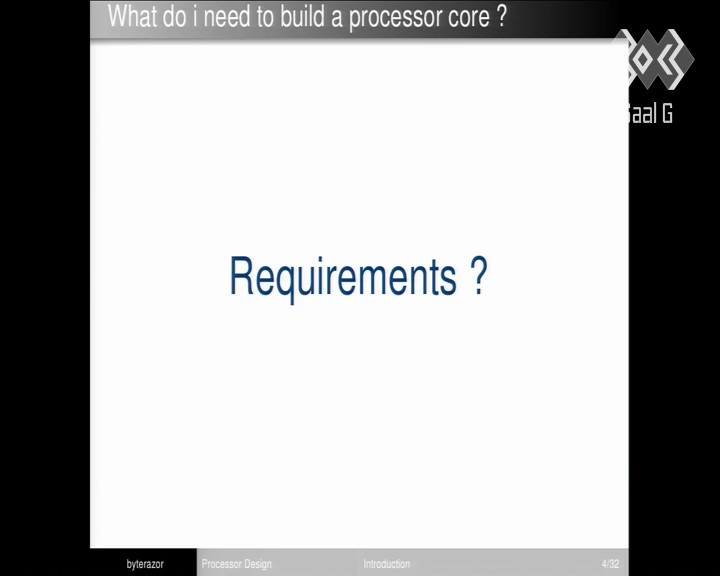 What do i need to build a processor core ?
Saal G
Requirements ?
byterazor
Processor Design
Introduction
4/32